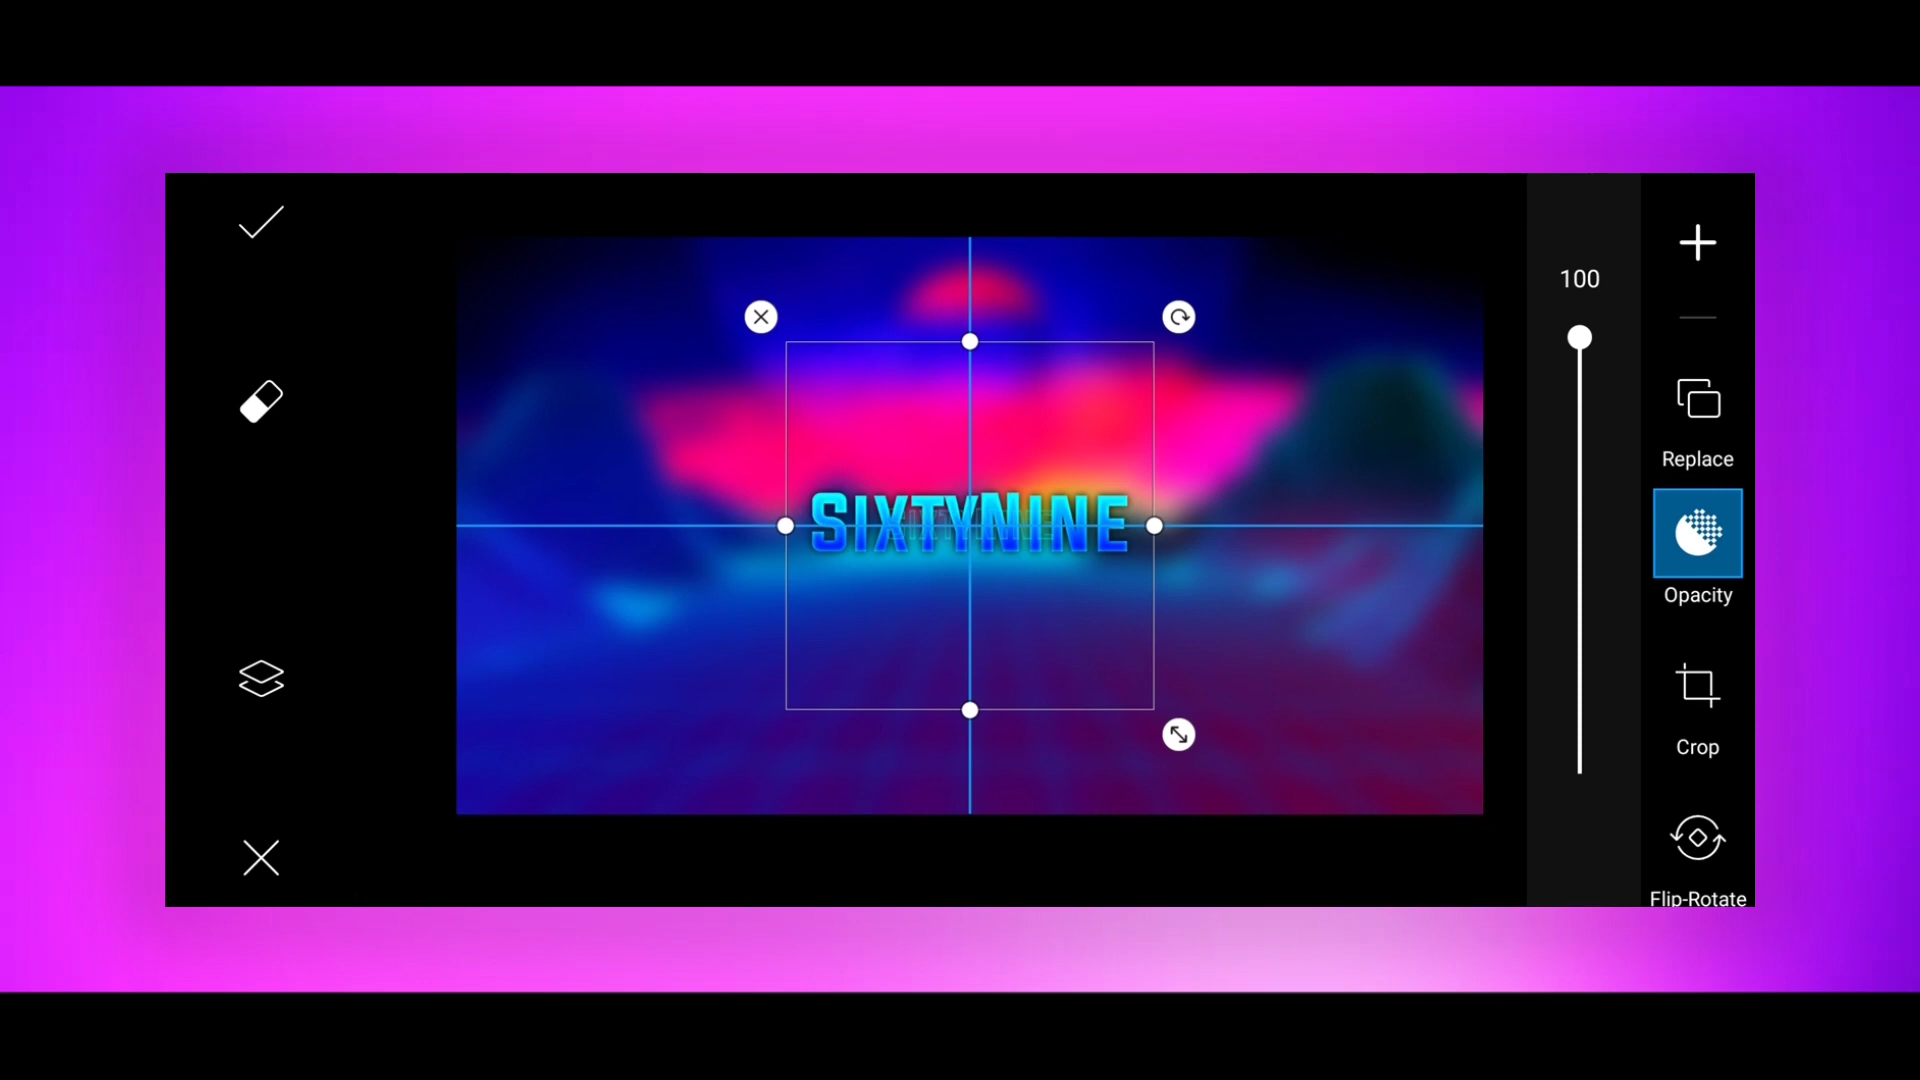 100
Replace
SIXTYNINE
Opacity
Crop
Flip-Rotate